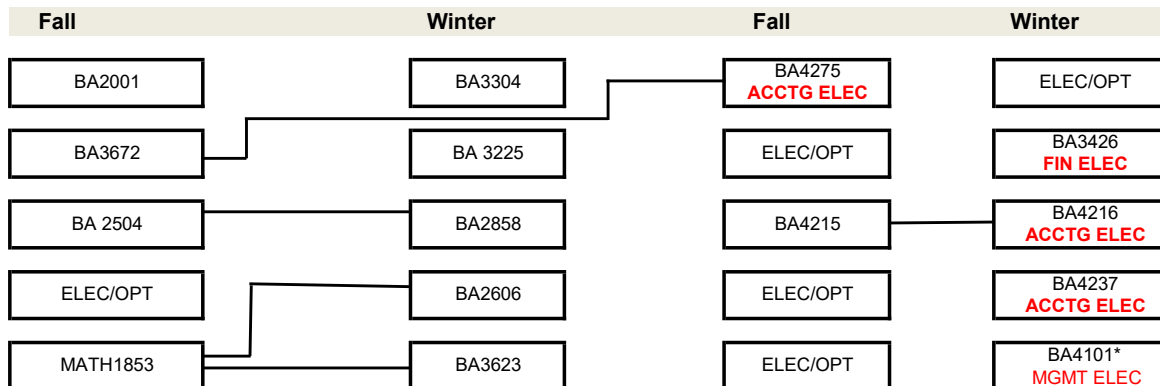 Fall Winter Fall Winter
BA2001 BA3304 BA4275 ELEC/OPT
ACCTG ELEC
BA3672 BA 3225 ELEC/OPT BA3426
FIN ELEC
BA 2504 BA2858 BA4215 BA4216
ACCTG ELEC
ELEC/OPT BA2606 ELEC/OPT BA4237
ACCTG ELEC
MATH1853 BA3623 ELEC/OPT BA4101*
MGMT ELEC